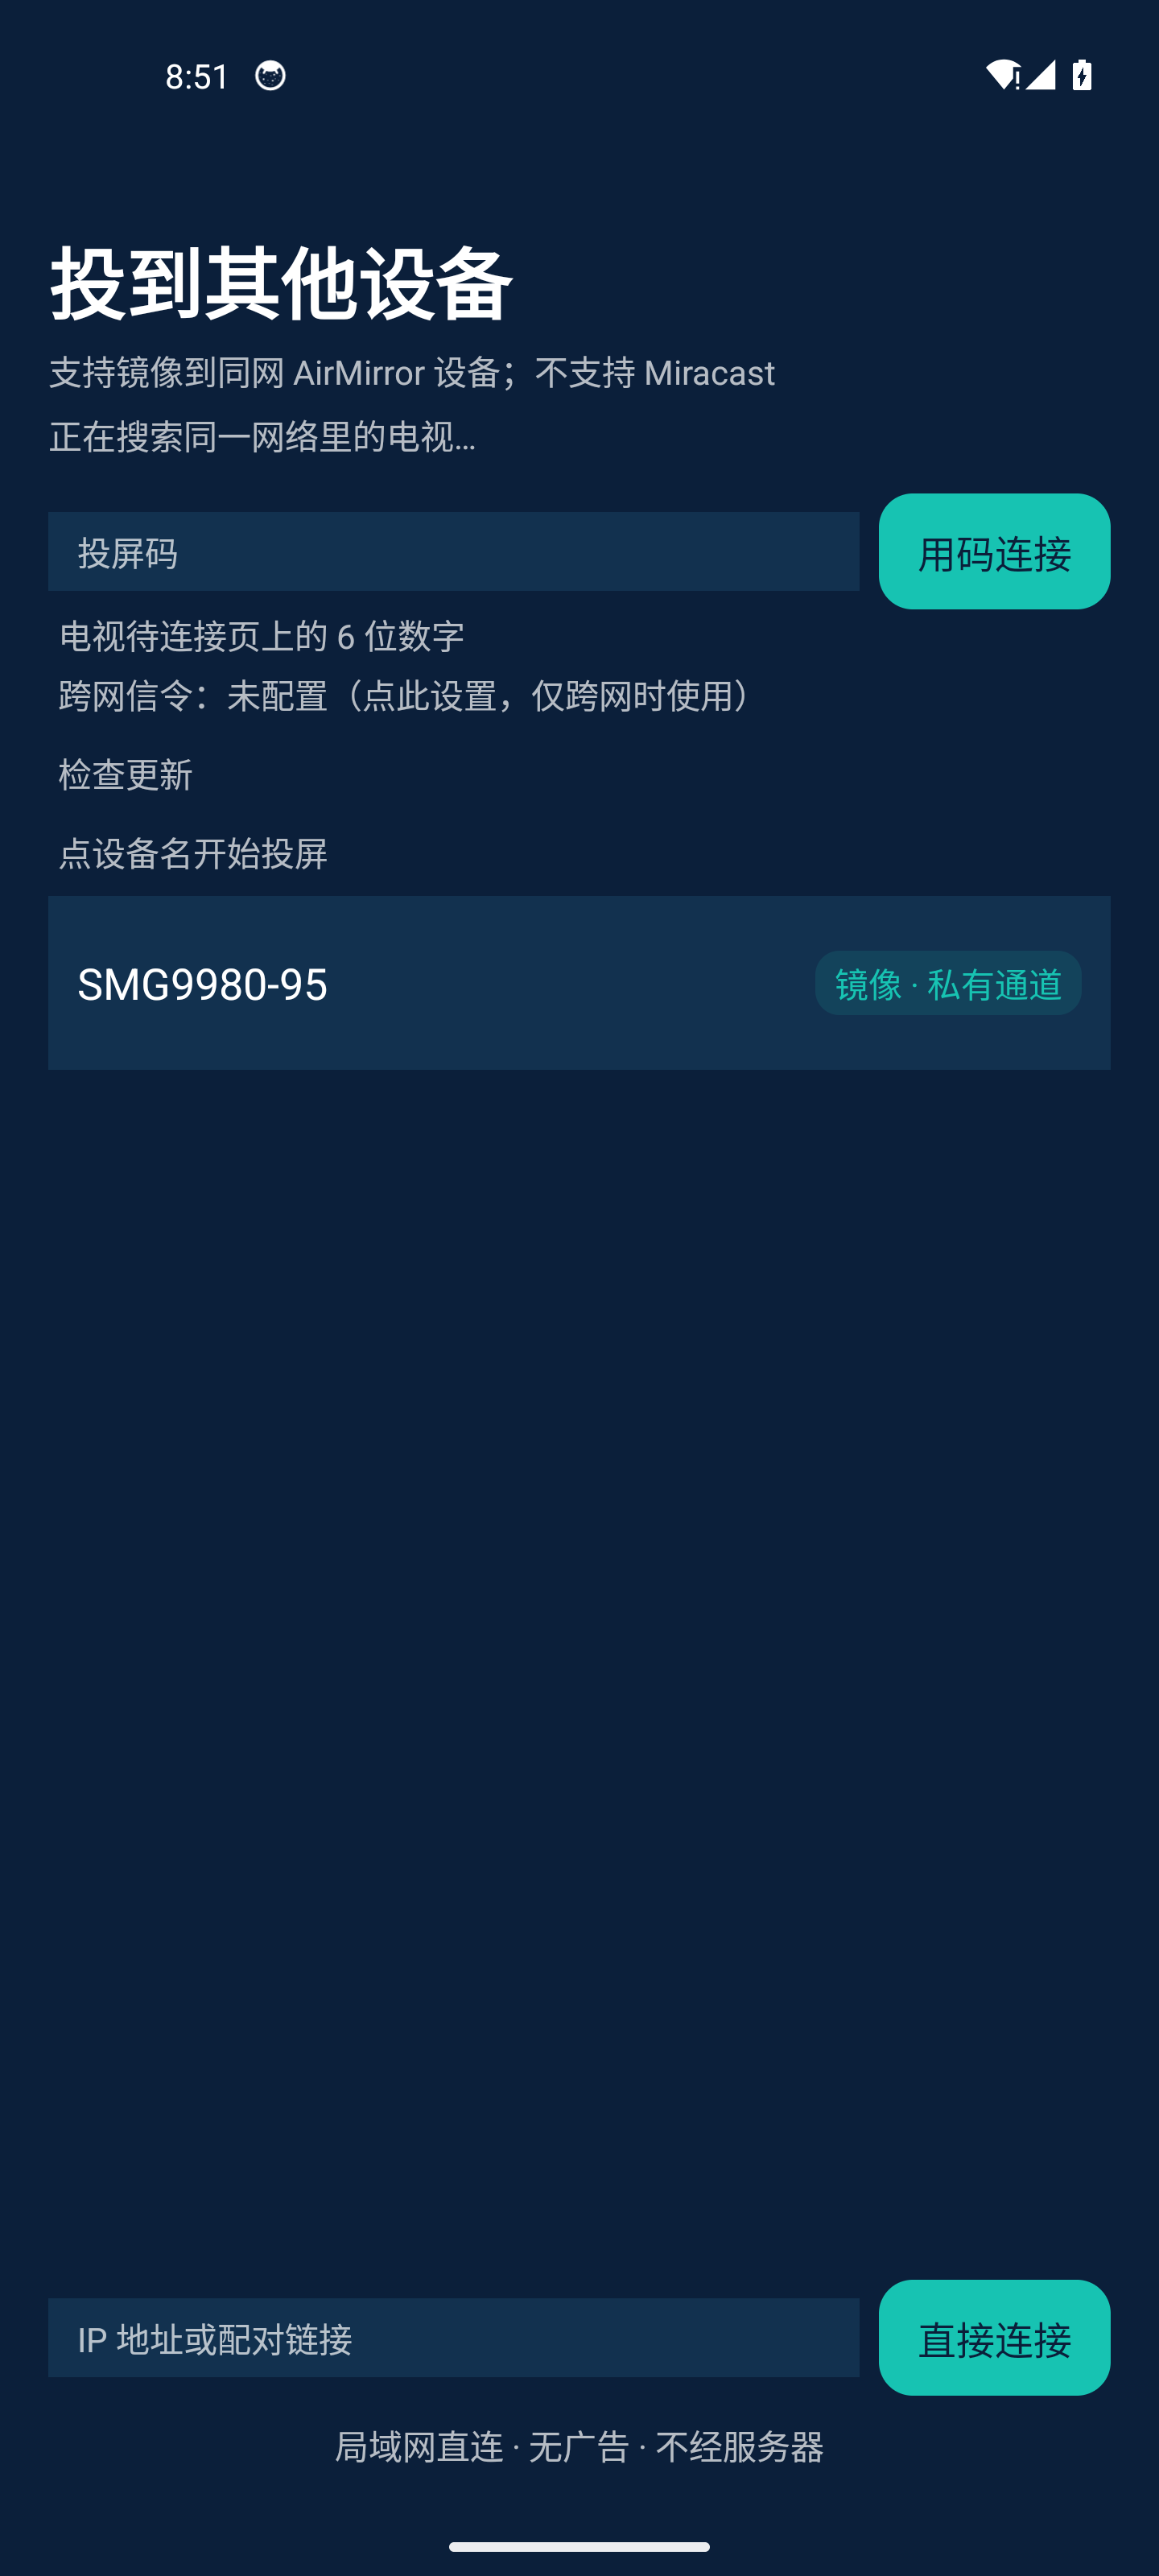 8:51
投到其他设备
支持镜像到同网 AirMirror 设备；不支持 Miracast
正在搜索同一网络里的电视…
投屏码
用码连接
电视待连接页上的 6 位数字
跨网信令：未配置（点此设置，仅跨网时使用）
检查更新
点设备名开始投屏
SMG9980-95
镜像 · 私有通道
IP 地址或配对链接
直接连接
局域网直连 · 无广告 · 不经服务器